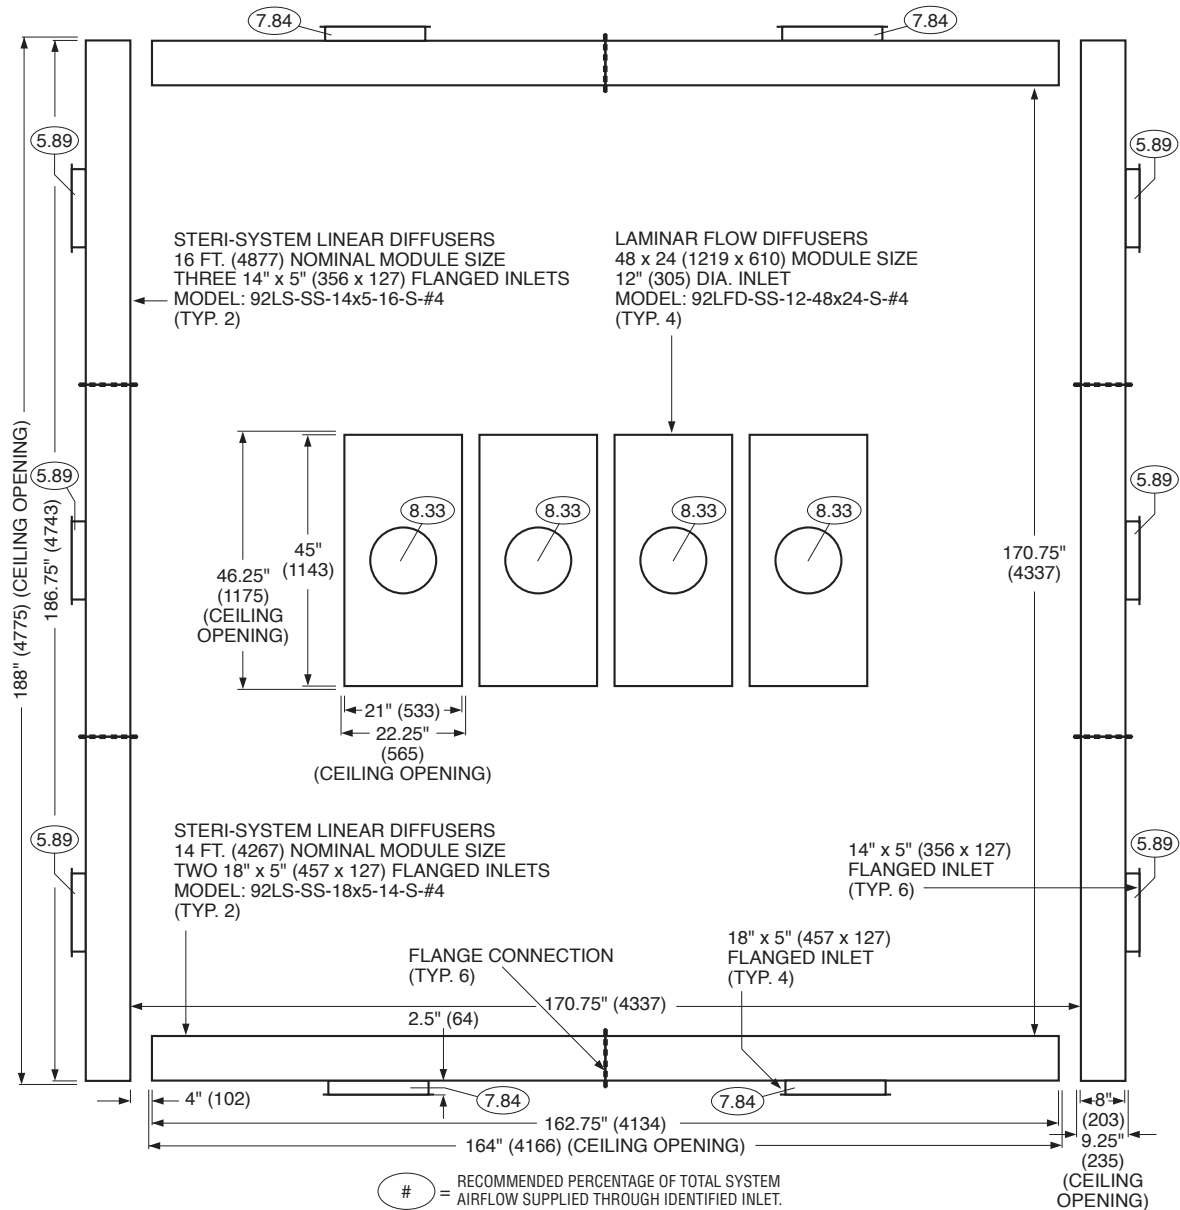 7.84
7.84
5.89
5.89
STERI-SYSTEM LINEAR DIFFUSERS
16 FT. (4877) NOMINAL MODULE SIZE
THREE 14" x 5" (356 x 127) FLANGED INLETS
MODEL: 92LS-SS-14x5-16-S-#4
(TYP. 2)
LAMINAR FLOW DIFFUSERS
48 x 24 (1219 x 610) MODULE SIZE
12" (305) DIA. INLET
MODEL: 92LFD-SS-12-48x24-S-#4
(TYP. 4)
188" (4775) (CEILING OPENING)
186.75" (4743)
5.89
5.89
8.33
8.33
8.33
8.33
45"
(1143)
46.25"
(1175)
(CEILING
OPENING)
170.75"
(4337)
21" (533)
22.25"
(565)
(CEILING OPENING)
STERI-SYSTEM LINEAR DIFFUSERS
14 FT. (4267) NOMINAL MODULE SIZE
TWO 18" x 5" (457 x 127) FLANGED INLETS
MODEL: 92LS-SS-18x5-14-S-#4
(TYP. 2)
5.89
5.89
14" x 5" (356 x 127)
FLANGED INLET
(TYP. 6)
18" x 5" (457 x 127)
FLANGED INLET
(TYP. 4)
FLANGE CONNECTION
(TYP. 6)
170.75" (4337)
2.5" (64)
4" (102)
7.84
7.84
8"
(203)
9.25"
(235)
(CEILING
OPENING)
162.75" (4134)
164" (4166) (CEILING OPENING)
# = RECOMMENDED PERCENTAGE OF TOTAL SYSTEM
AIRFLOW SUPPLIED THROUGH IDENTIFIED INLET.